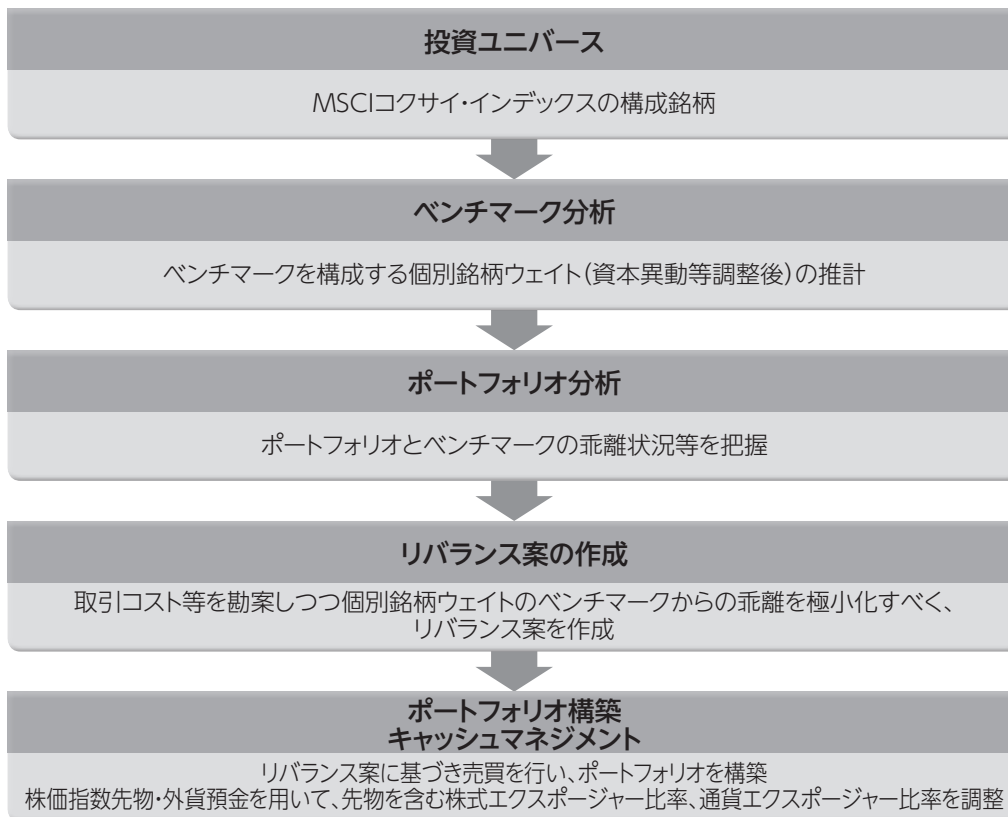 投資ユニバース
MSCIコクサイ・インデックスの構成銘柄
ベンチマーク分析
ベンチマークを構成する個別銘柄ウェイト(資本異動等調整後)の推計
ポートフォリオ分析
ポートフォリオとベンチマークの乖離状況等を把握
リバランス案の作成
取引コスト等を勘案しつつ個別銘柄ウェイトのベンチマークからの乖離を極小化すべく、
リバランス案を作成
ポートフォリオ構築
キャッシュマネジメント
リバランス案に基づき売買を行い、ポートフォリオを構築
株価指数先物・外貨預金を用いて、先物を含む株式エクスポージャー比率、通貨エクスポージャー比率を調整